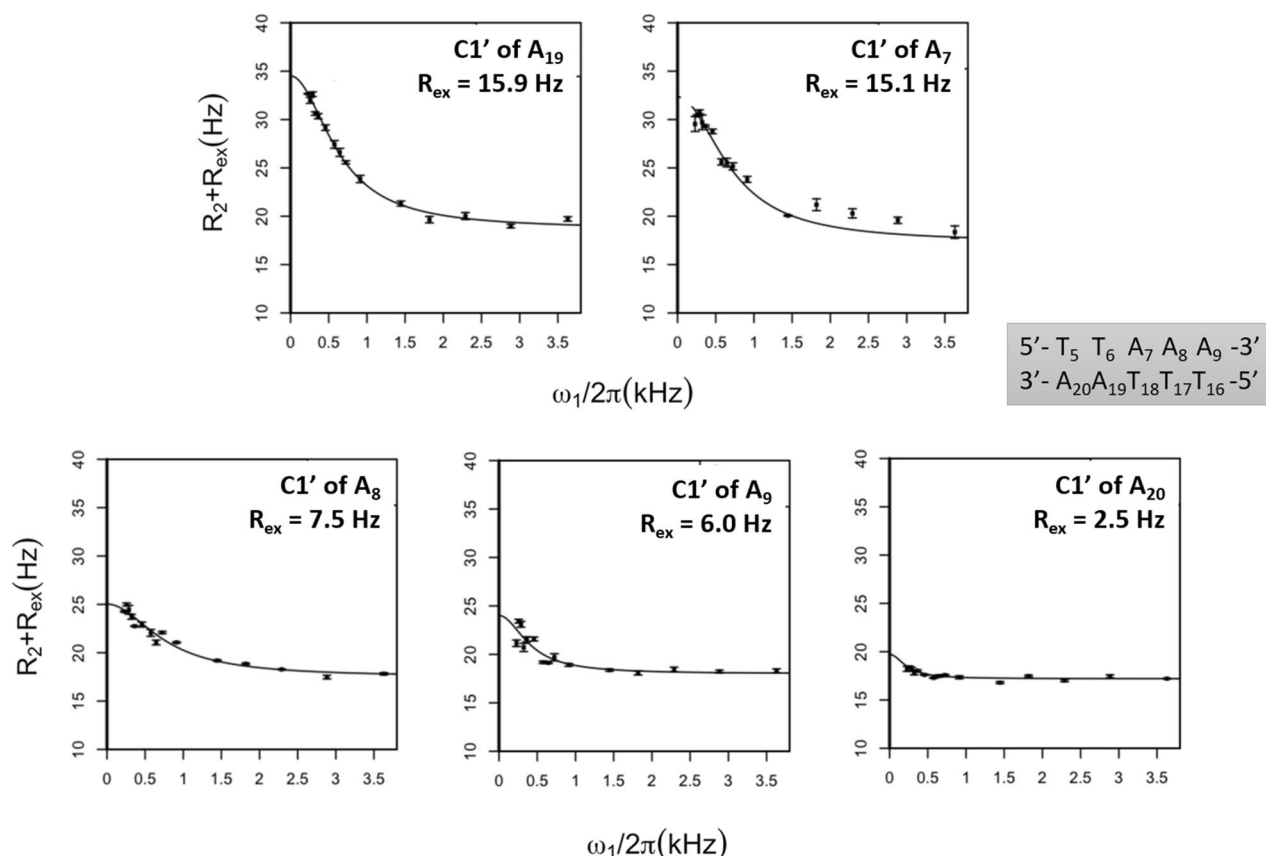 C1’ of A19
Rex = 15.9 Hz
C1’ of A7
Rex = 15.1 Hz
R2+Rex(Hz)
40
35
30
25
20
15
10
0 0.5 1 1.5 2 2.5 3 3.5
40
35
30
25
20
15
10
0 0.5 1 1.5 2 2.5 3 3.5
ω1/2π(kHz)
5’- T5 T6 A7 A8 A9 -3’
3’- A20A19T18T17T16 -5’
C1’ of A8
Rex = 7.5 Hz
C1’ of A9
Rex = 6.0 Hz
C1’ of A20
Rex = 2.5 Hz
R2+Rex(Hz)
40
35
30
25
20
15
10
0 0.5 1 1.5 2 2.5 3 3.5
40
35
30
25
20
15
10
0 0.5 1 1.5 2 2.5 3 3.5
40
35
30
25
20
15
10
0 0.5 1 1.5 2 2.5 3 3.5
ω1/2π(kHz)